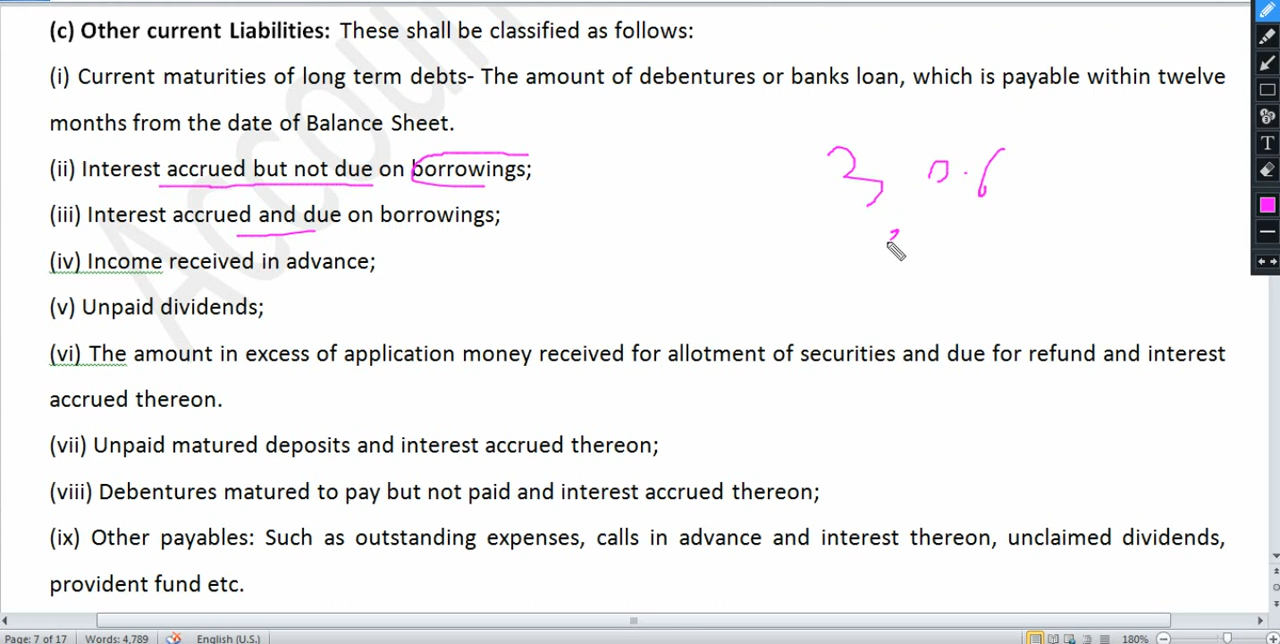 (c) Other current Liabilities: These shall be classified as follows:
(i) Current maturities of long term debts- The amount of debentures or banks loan, which is payable within twelve
months from the date of Balance Sheet.
(ii) Interest accrued but not due on borrowings;
(iii) Interest accrued and due on borrowings;
(iv) Income received in advance;
(v) Unpaid dividends;
(vi) The amount in excess of application money received for allotment of securities and due for refund and interest
accrued thereon.
(vii) Unpaid matured deposits and interest accrued thereon;
(viii) Debentures matured to pay but not paid and interest accrued thereon;
(ix) Other payables: Such as outstanding expenses, calls in advance and interest thereon, unclaimed dividends,
provident fund etc.
Page: 7 of 17 Words: 4,789 English (U.S.) 180%